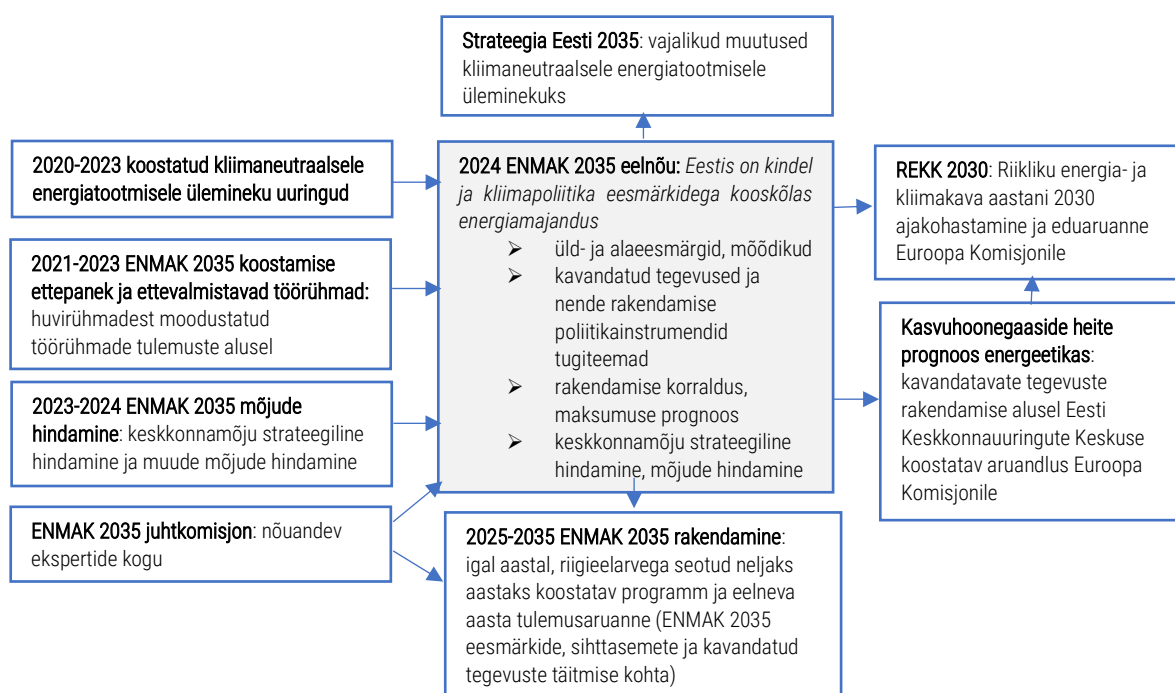 Strateegia Eesti 2035: vajalikud muutused
kliimaneutraalsele energiatootmisele
üleminekuks
2020-2023 koostatud kliimaneutraalsele
energiatootmisele ülemineku uuringud
2021-2023 ENMAK 2035 koostamise
ettepanek ja ettevalmistavad töörühmad:
huvirühmadest moodustatud
töörühmade tulemuste alusel
2023-2024 ENMAK 2035 mõjude
hindamine: keskkonnamõju strateegiline
hindamine ja muude mõjude hindamine
ENMAK 2035 juhtkomisjon: nõuandev
ekspertide kogu
2024 ENMAK 2035 eelnõu: Eestis on kindel
ja kliimapoliitika eesmärkidega kooskõlas
energiamajandus
➢ üld- ja alaeesmärgid, mõõdikud
➢ kavandatud tegevused ja
nende rakendamise
poliitikainstrumendid
tugiteemad
➢ rakendamise korraldus,
maksumuse prognoos
➢ keskkonnamõju strateegiline
hindamine, mõjude hindamine
2025-2035 ENMAK 2035 rakendamine:
igal aastal, riigieelarvega seotud neljaks
aastaks koostatav programm ja eelneva
aasta tulemusaruanne (ENMAK 2035
eesmärkide, sihttasemete ja kavandatud
tegevuste täitmise kohta)
REKK 2030: Riikliku energia- ja
kliimakava aastani 2030
ajakohastamine ja eduaruanne
Euroopa Komisjonile
Kasvuhoonegaaside heite
prognoos energeetikas:
kavandatavate tegevuste
rakendamise alusel Eesti
Keskkonnauuringute Keskuse
koostatav aruandlus Euroopa
Komisjonile